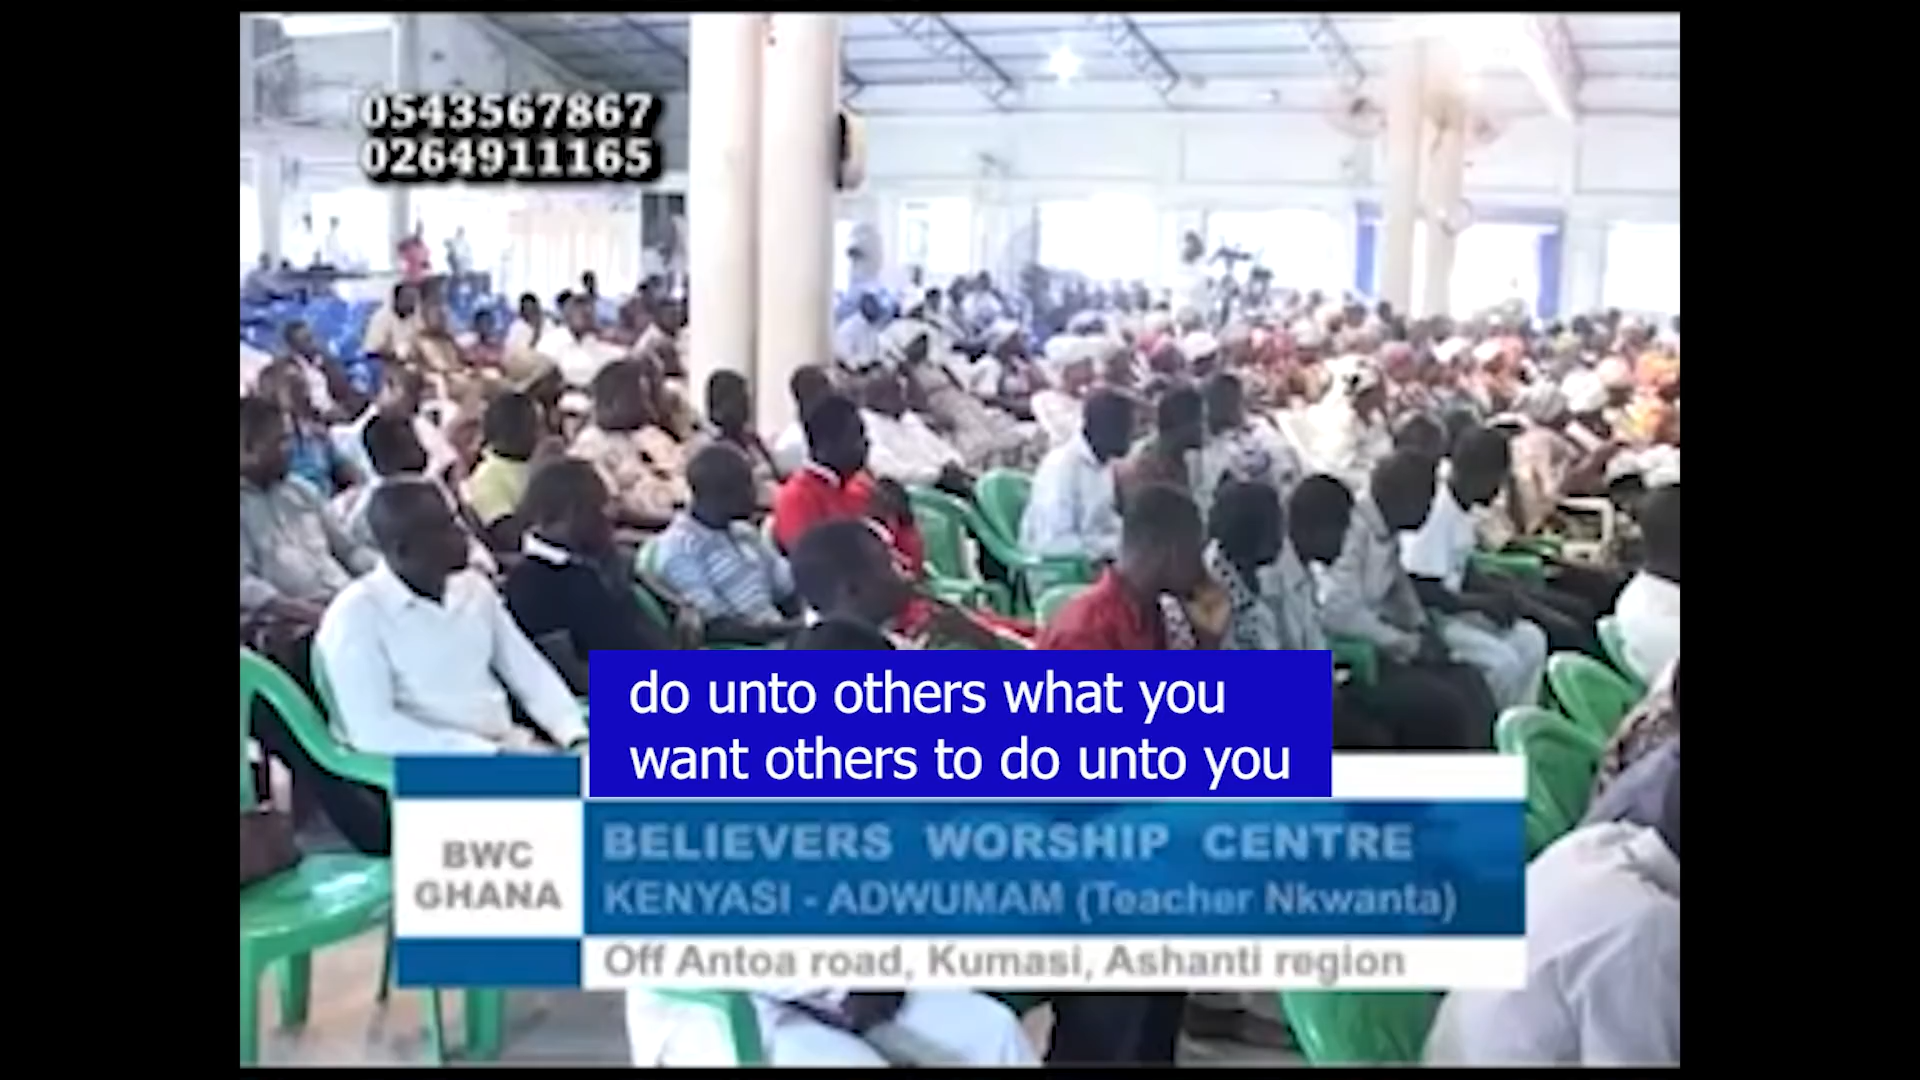 0543567867
0264911165
do unto others what you
want others to do unto you
BWC
GHANA
BELIEVERS WORSHIP CENTRE
KENYASI - ADWUMAM (Teacher Nkwanta)
Off Antoa road, Kumasi, Ashanti region